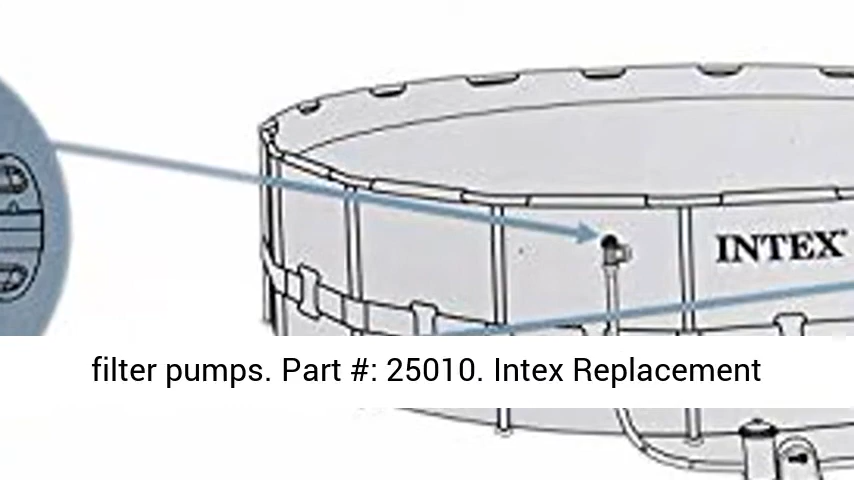 INTEX
filter pumps. Part #: 25010. Intex Replacement